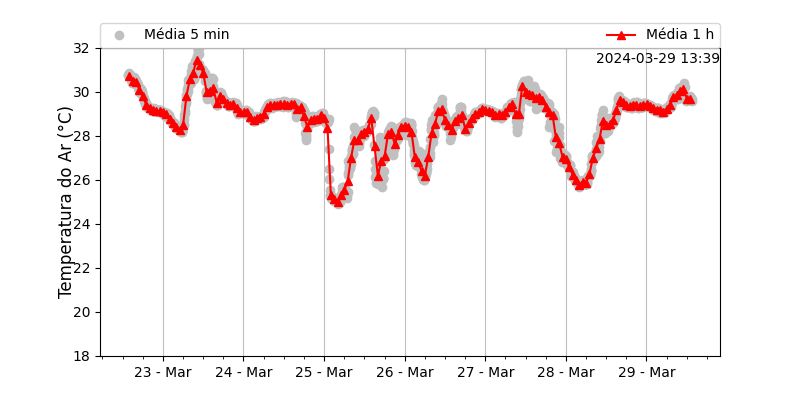 Média 5 min
Média 1 h
2024-03-29 13:39
Temperatura do Ar (°C)
32
30
28
26
24
22
20
18
23 - Mar
24 - Mar
25 - Mar
26 - Mar
27 - Mar
28 - Mar
29 - Mar